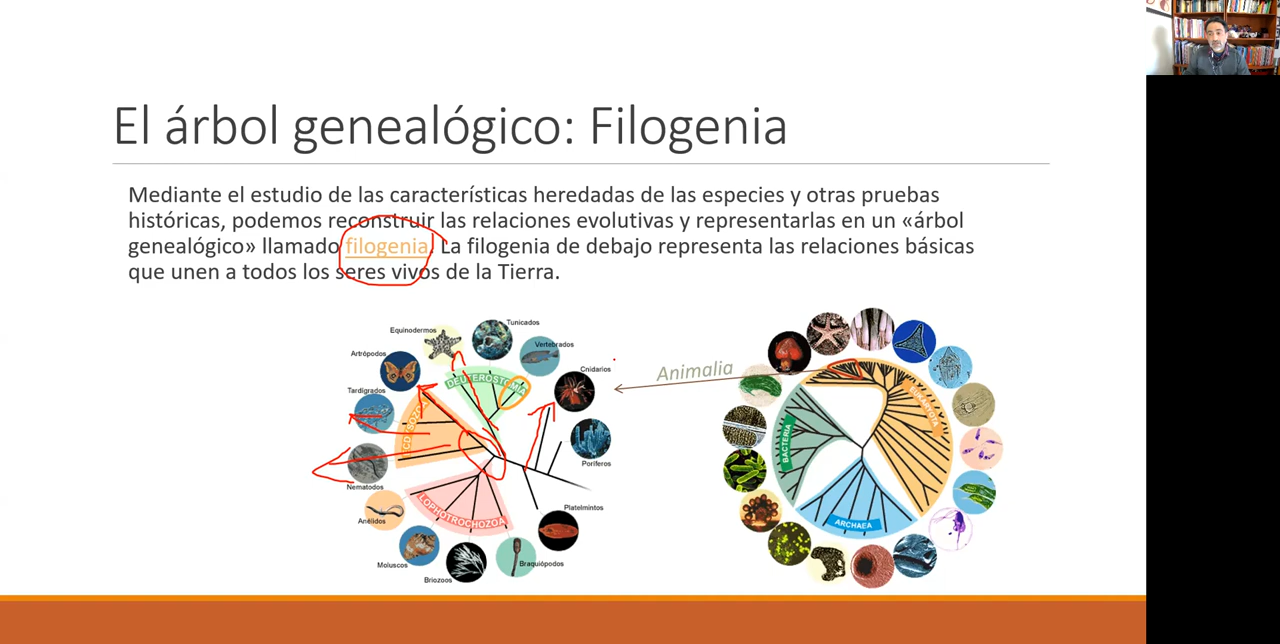 El árbol genealógico: Filogenia
Mediante el estudio de las características heredadas de las especies y otras pruebas
históricas, podemos reconstruir las relaciones evolutivas y representarlas en un «árbol
genealógico» llamado filogenia. La filogenia de debajo representa las relaciones básicas
que unen a todos los seres vivos de la Tierra.
Equinodermos
Tunicados
Vertebrados
Artrópodos
Cnidarios
Tardígrados
Poríferos
Nematodos
Anélidos
Platelmintos
Moluscos
Briozoos
Braquiópodos
DEUTEROSTOMIA
LOPHOTROCHOZOA
Animalia
EUKARYOTA
BACTERIA
ARCHAEA